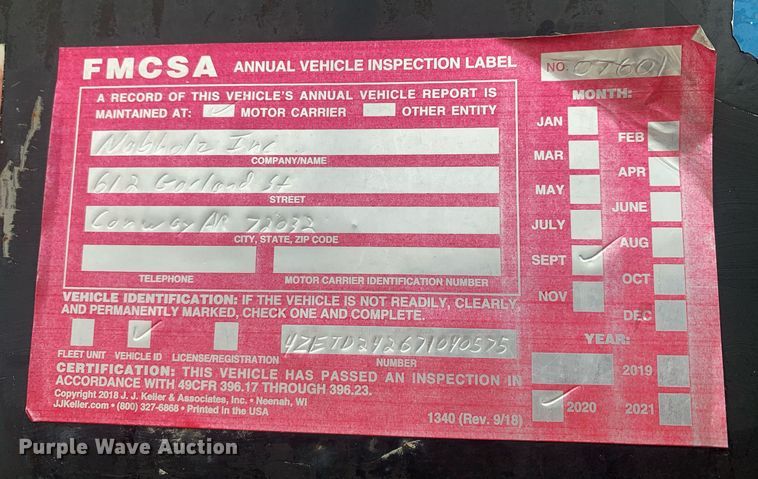 FMCSA ANNUAL VEHICLE INSPECTION LABEL
NO. OT601
A RECORD OF THIS VEHICLE'S ANNUAL VEHICLE REPORT IS
MAINTAINED AT: ✓ MOTOR CARRIER OTHER ENTITY
Nabholz Inc
COMPANY/NAME
612 Garland St
STREET
Conway AR 72032
CITY, STATE, ZIP CODE
TELEPHONE
MOTOR CARRIER IDENTIFICATION NUMBER
VEHICLE IDENTIFICATION: IF THE VEHICLE IS NOT READILY, CLEARLY
AND PERMANENTLY MARKED, CHECK ONE AND COMPLETE.
✓ 4ZETD242671040575
FLEET UNIT VEHICLE ID LICENSE/REGISTRATION NUMBER
CERTIFICATION: THIS VEHICLE HAS PASSED AN INSPECTION IN
ACCORDANCE WITH 49CFR 396.17 THROUGH 396.23.
Copyright 2018 J. J. Keller & Associates, Inc. • Neenah, WI
JJKeller.com • (800) 327-6868 • Printed in the USA
1340 (Rev. 9/18)
MONTH:
JAN FEB
MAR APR
MAY JUNE
JULY AUG
SEPT ✓ OCT
NOV DEC
YEAR:
2019
✓ 2020 2021
Purple Wave Auction